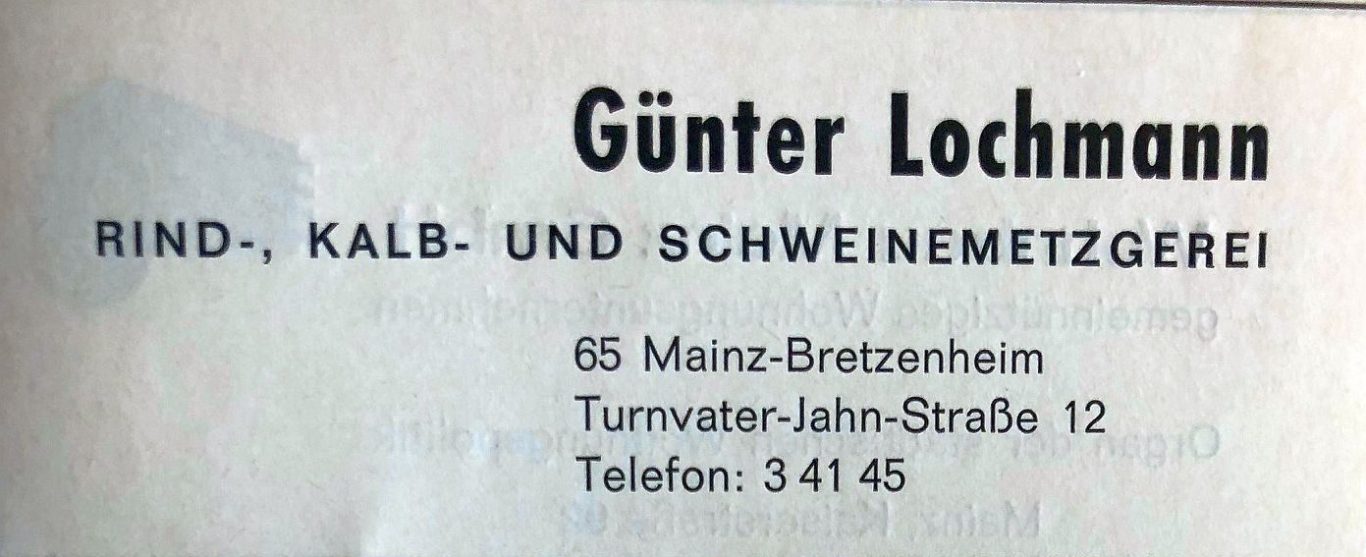 Günter Lochmann
RIND-, KALB- UND SCHWEINEMETZGEREI
65 Mainz-Bretzenheim
Turnvater-Jahn-Straße 12
Telefon: 3 41 45